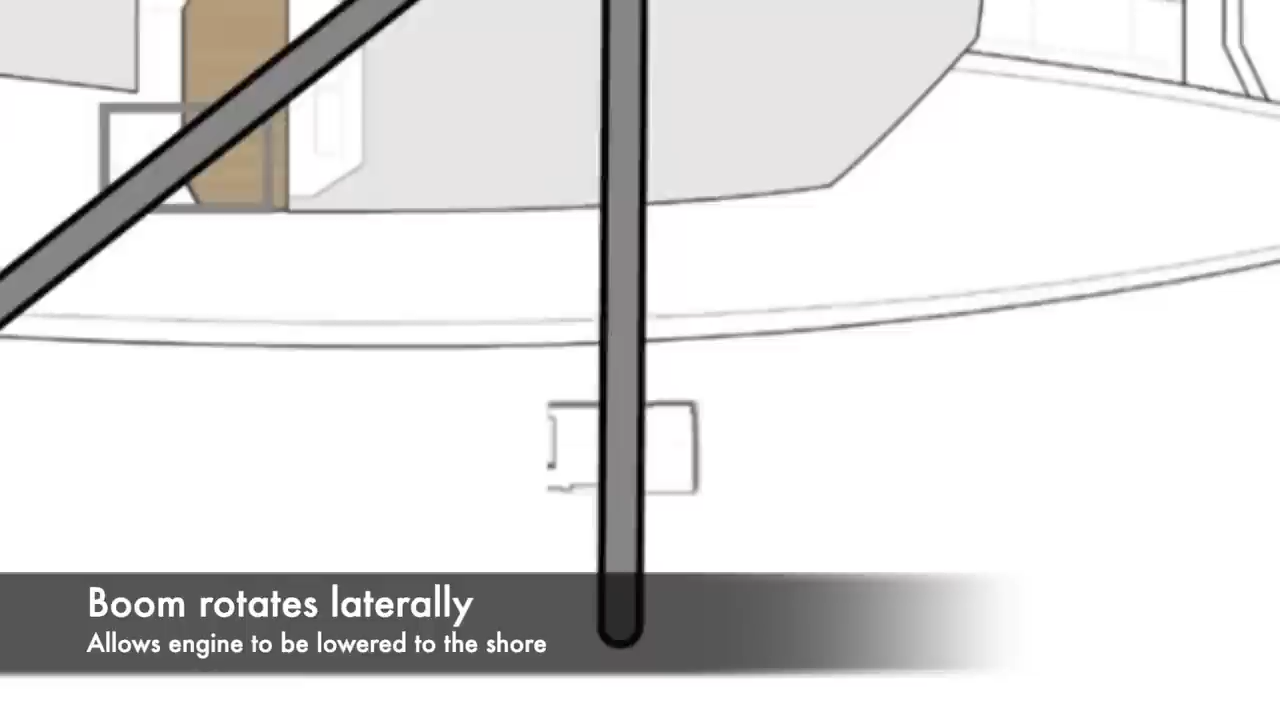 Boom rotates laterally
Allows engine to be lowered to the shore